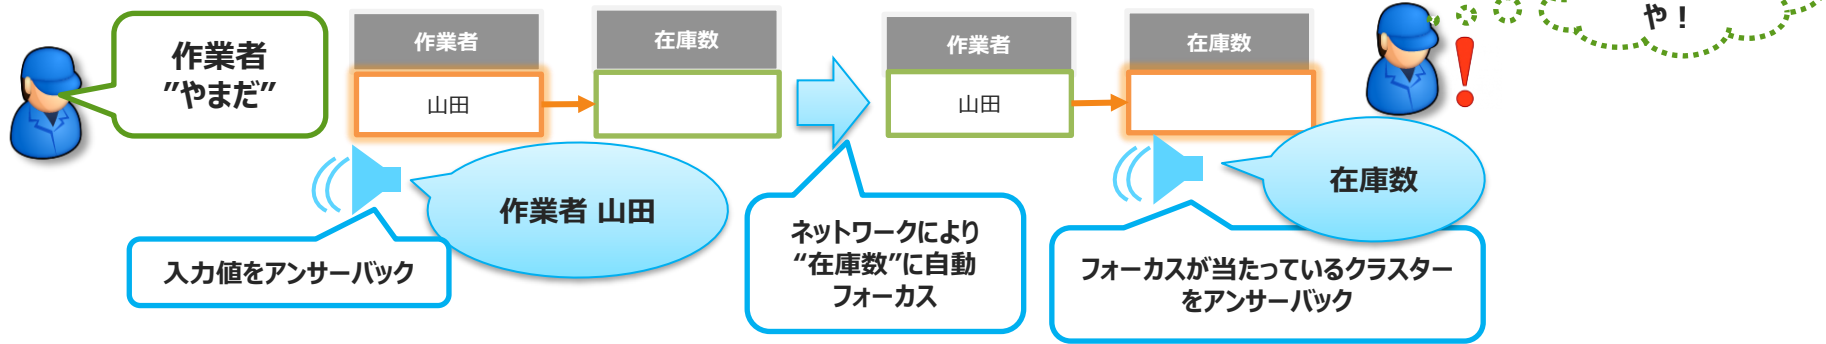 作業者
”やまだ”
作業者
在庫数
山田
作業者 山田
入力値をアンサーバック
ネットワークにより
“在庫数”に自動
フォーカス
作業者
在庫数
山田
在庫数
フォーカスが当たっているクラスター
をアンサーバック
や！